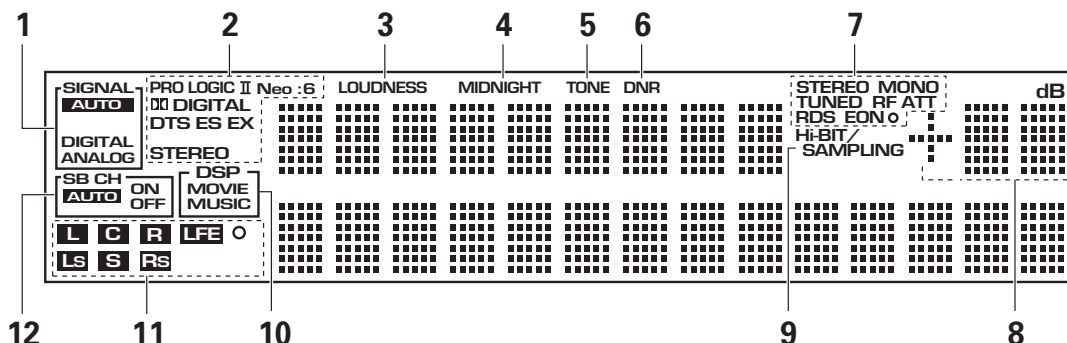 1 2 3 4 5 6 7
SIGNAL
AUTO
DIGITAL
ANALOG
PRO LOGIC II Neo :6
DIGITAL
DTS ES EX
STEREO
LOUDNESS MIDNIGHT TONE DNR
STEREO MONO
TUNED RF ATT
RDS EON
Hi-BIT/
SAMPLING
dB
SB CH
AUTO ON
OFF
DSP
MOVIE
MUSIC
L C R LFE
LS S RS
12 11 10 9 8